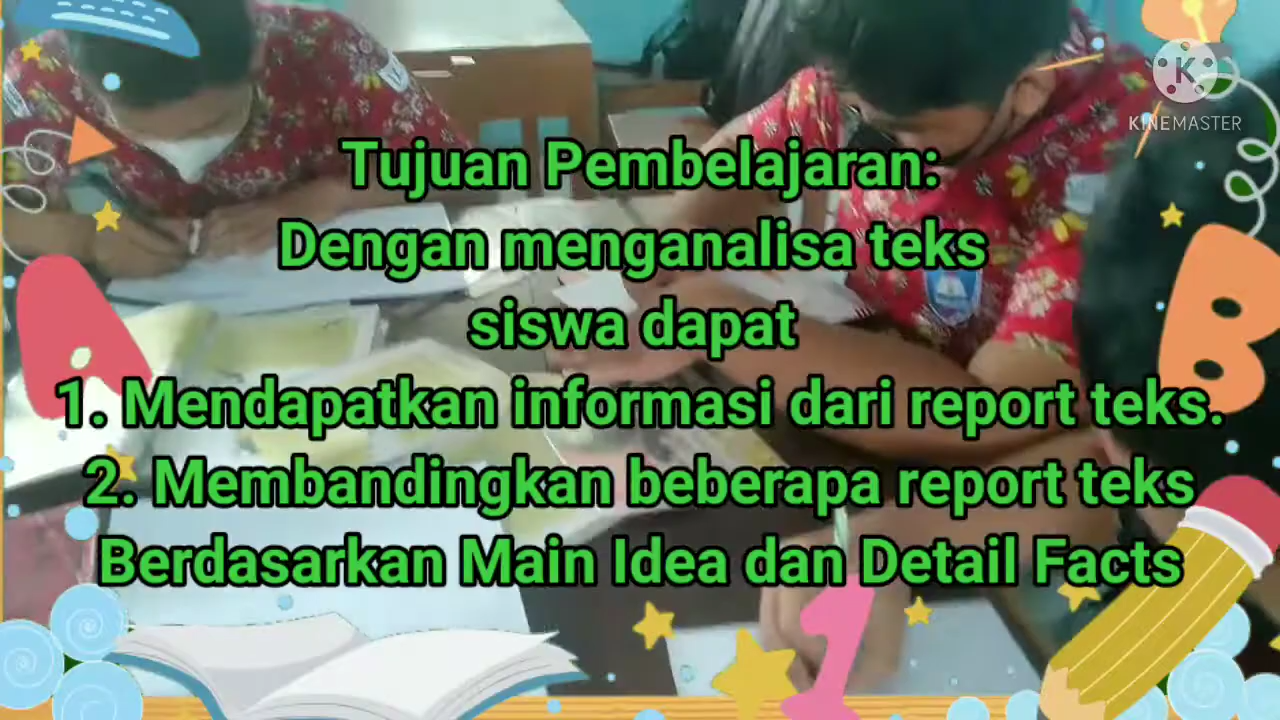 K
KINEMASTER
Tujuan Pembelajaran:
Dengan menganalisa teks
siswa dapat
1. Mendapatkan informasi dari report teks.
2. Membandingkan beberapa report teks
Berdasarkan Main Idea dan Detail Facts
A
B
1